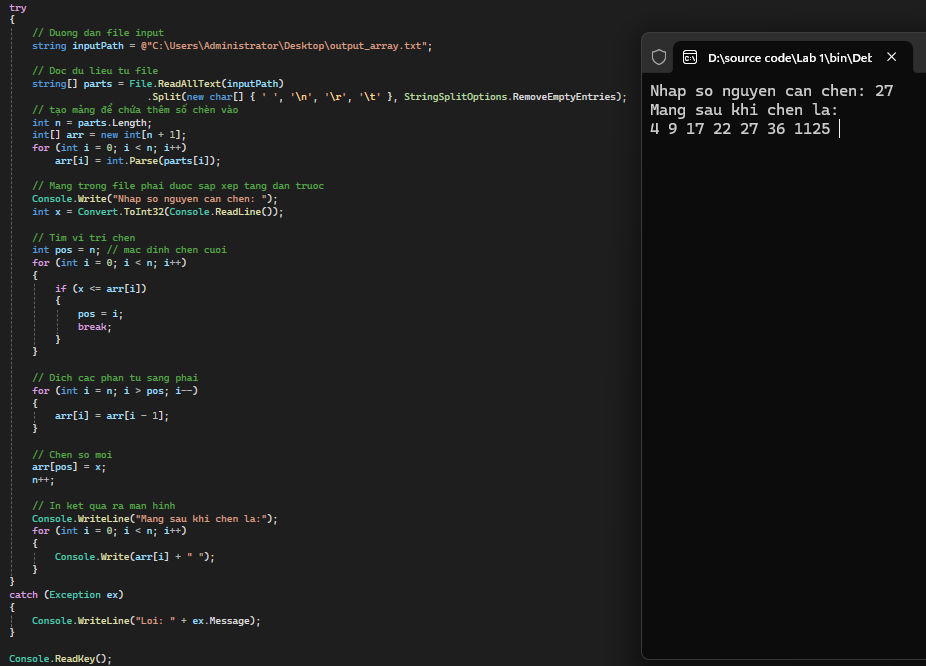 try
{
// Duong dan file input
string inputPath = @"C:\Users\Administrator\Desktop\output_array.txt";
// Doc du lieu tu file
string[] parts = File.ReadAllText(inputPath)
.Split(new char[] { ' ', '\n', '\r', '\t' }, StringSplitOptions.RemoveEmptyEntries);
// tạo mảng để chứa thêm số chèn vào
int n = parts.Length;
int[] arr = new int[n + 1];
for (int i = 0; i < n; i++)
arr[i] = int.Parse(parts[i]);
// Mang trong file phai duoc sap xep tang dan truoc
Console.Write("Nhap so nguyen can chen: ");
int x = Convert.ToInt32(Console.ReadLine());
// Tim vi tri chen
int pos = n; // mac dinh chen cuoi
for (int i = 0; i < n; i++)
{
if (x <= arr[i])
{
pos = i;
break;
}
}
// Dich cac phan tu sang phai
for (int i = n; i > pos; i--)
{
arr[i] = arr[i - 1];
}
// Chen so moi
arr[pos] = x;
n++;
// In ket qua ra man hinh
Console.WriteLine("Mang sau khi chen la:");
for (int i = 0; i < n; i++)
{
Console.Write(arr[i] + " ");
}
}
catch (Exception ex)
{
Console.WriteLine("Loi: " + ex.Message);
}
Console.ReadKey();
D:\source code\Lab 1\bin\Deb
Nhap so nguyen can chen: 27
Mang sau khi chen la:
4 9 17 22 27 36 1125